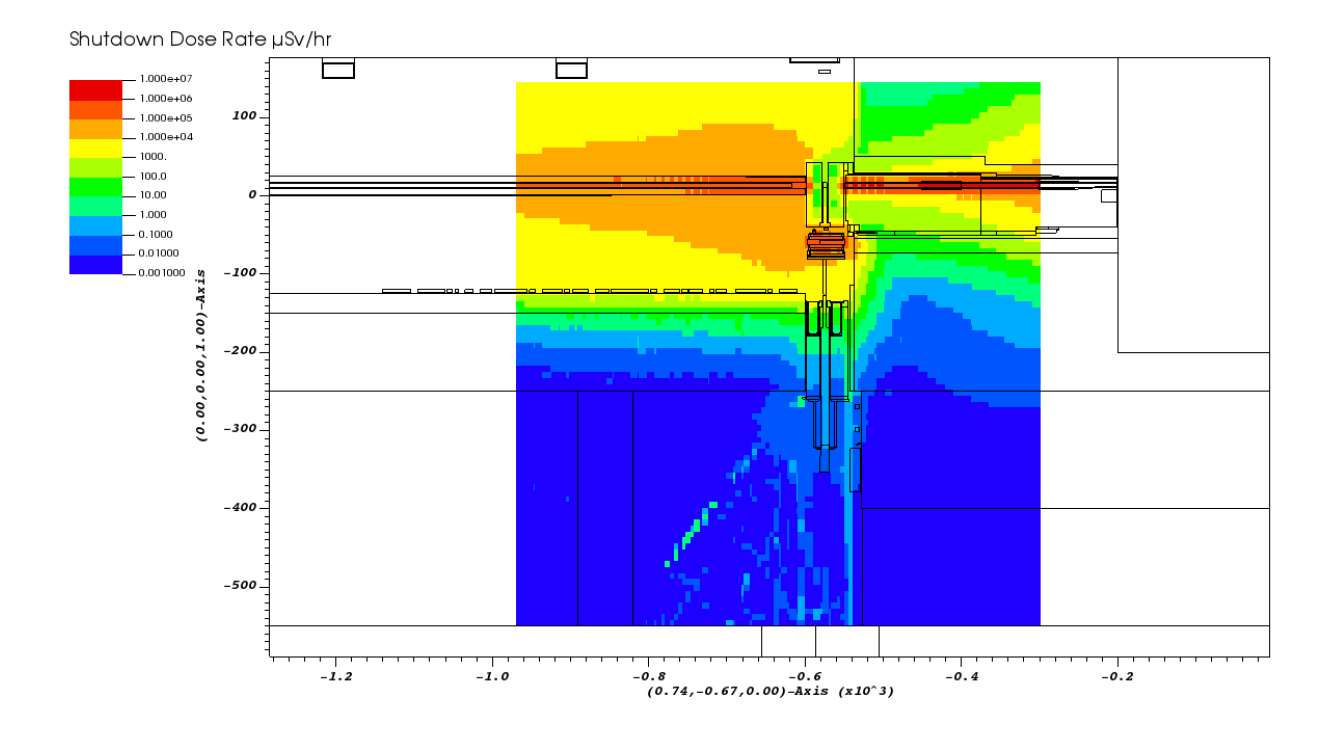 Shutdown Dose Rate µSv/hr
1.000e+07
1.000e+06
1.000e+05
1.000e+04
1000.
100.0
10.00
1.000
0.1000
0.01000
0.001000
100
0
-100
-200
-300
-400
-500
(0.00,0.00,1.00)-Axis
-1.2 -1.0 -0.8 -0.6 -0.4 -0.2
(0.74,-0.67,0.00)-Axis (x10^3)